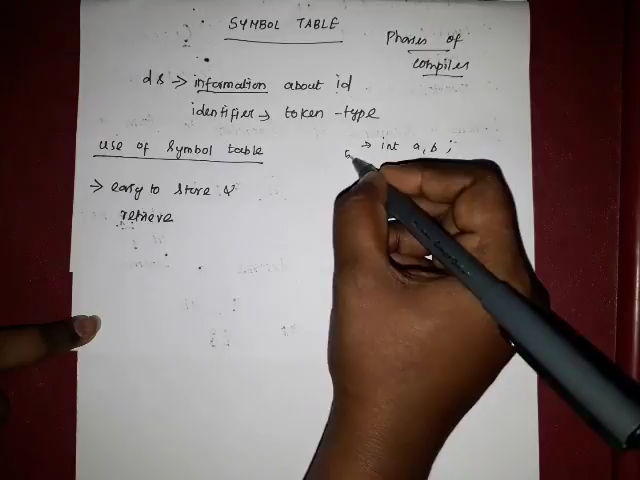 SYMBOL TABLE
Phases of
compiler
ds → information about id
identifier → token - type
use of symbol table
→ int a, b ;
→ easy to store &
retrieve